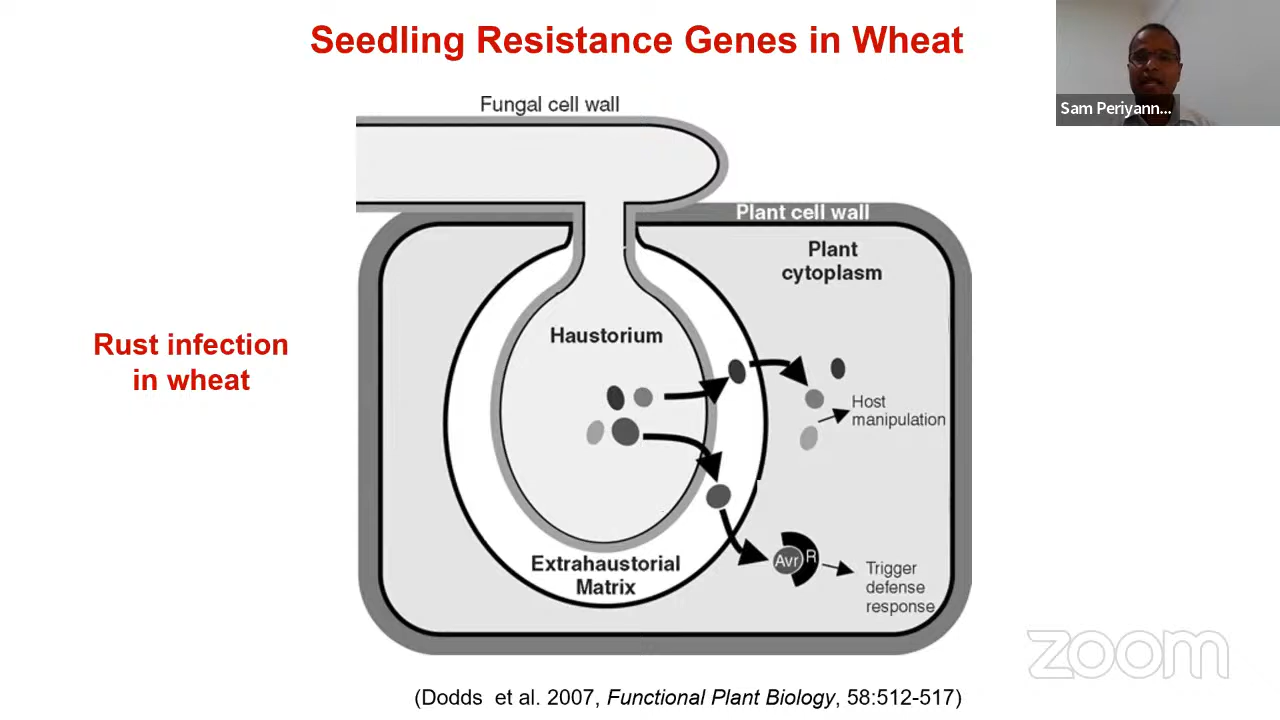 Seedling Resistance Genes in Wheat
Sam Periyann...
Fungal cell wall
Plant cell wall
Plant
cytoplasm
Haustorium
Rust infection
in wheat
Host
manipulation
Extrahaustorial
Matrix
Avr
R
Trigger
defense
response
zoom
(Dodds et al. 2007, Functional Plant Biology, 58:512-517)